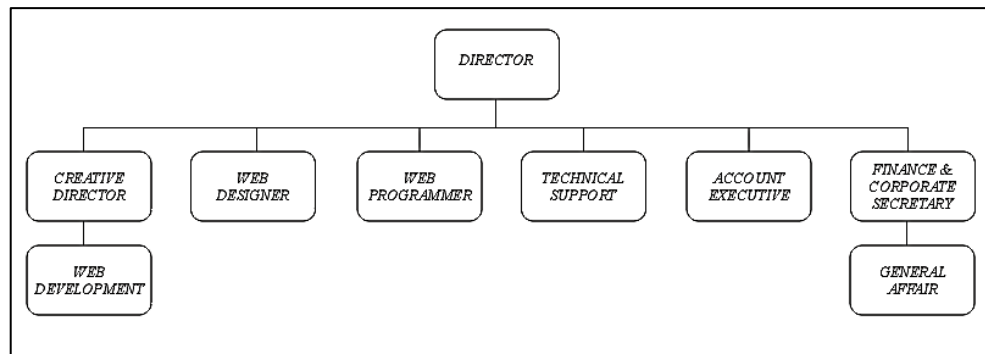 DIRECTOR
CREATIVE
DIRECTOR
WEB
DESIGNER
WEB
PROGRAMMER
TECHNICAL
SUPPORT
ACCOUNT
EXECUTIVE
FINANCE &
CORPORATE
SECRETARY
WEB
DEVELOPMENT
GENERAL
AFFAIR